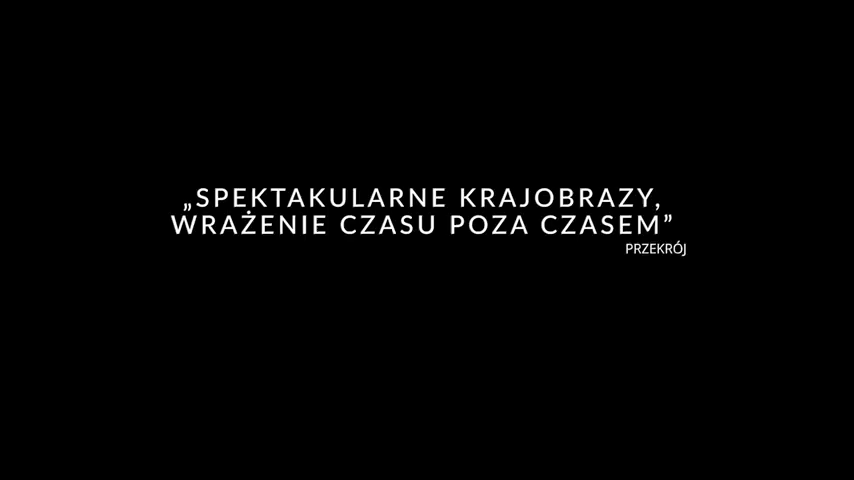 „SPEKTAKULARNE KRAJOBRAZY,
WRAŻENIE CZASU POZA CZASEM”
PRZEKRÓJ